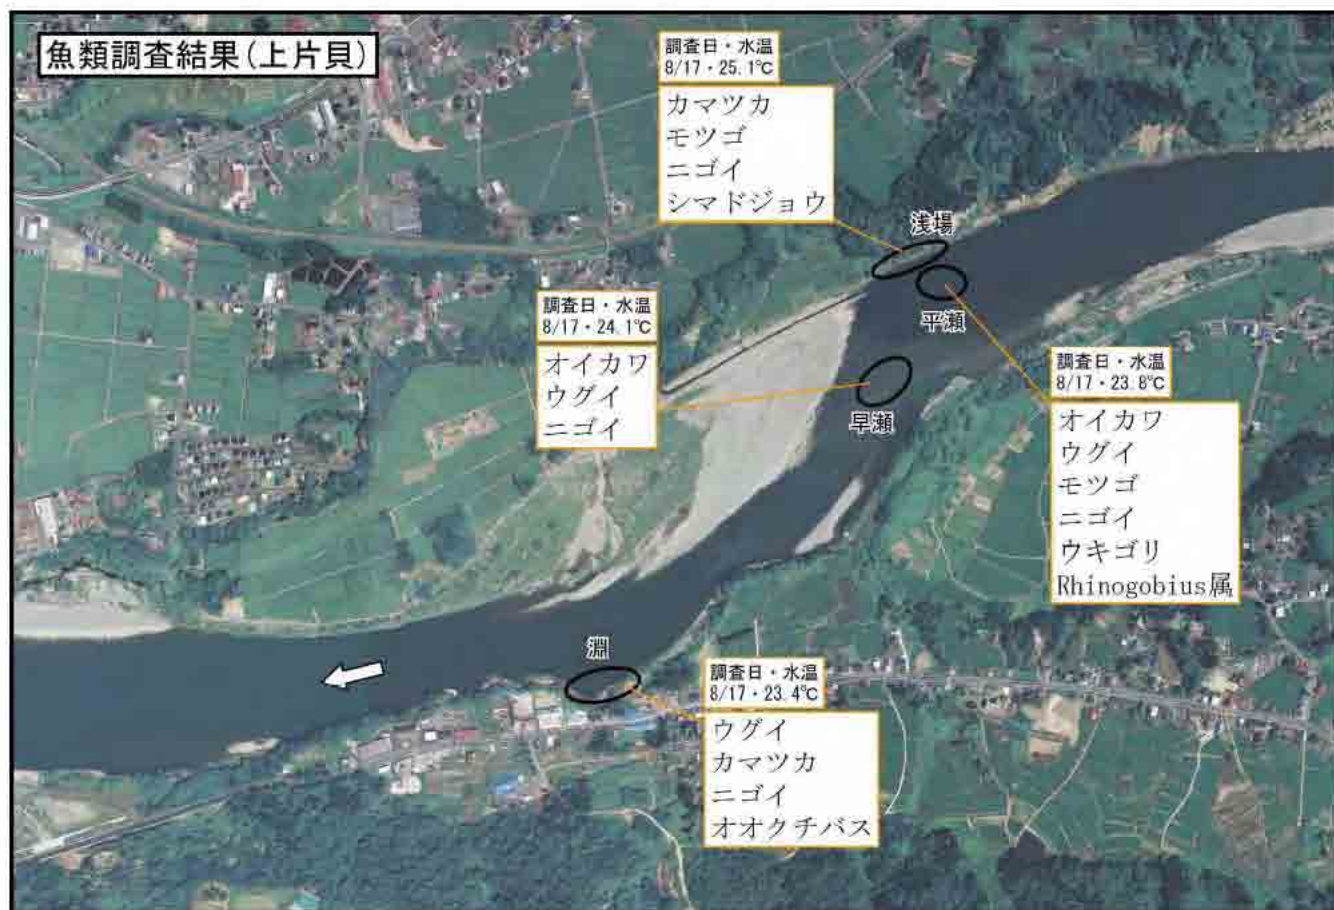 魚類調査結果(上片貝)
調査日・水温
8/17・25.1℃
カマツカ
モツゴ
ニゴイ
シマドジョウ
浅場
平瀬
調査日・水温
8/17・24.1℃
オイカワ
ウグイ
ニゴイ
早瀬
調査日・水温
8/17・23.8℃
オイカワ
ウグイ
モツゴ
ニゴイ
ウキゴリ
Rhinogobius属
淵
調査日・水温
8/17・23.4℃
ウグイ
カマツカ
ニゴイ
オオクチバス